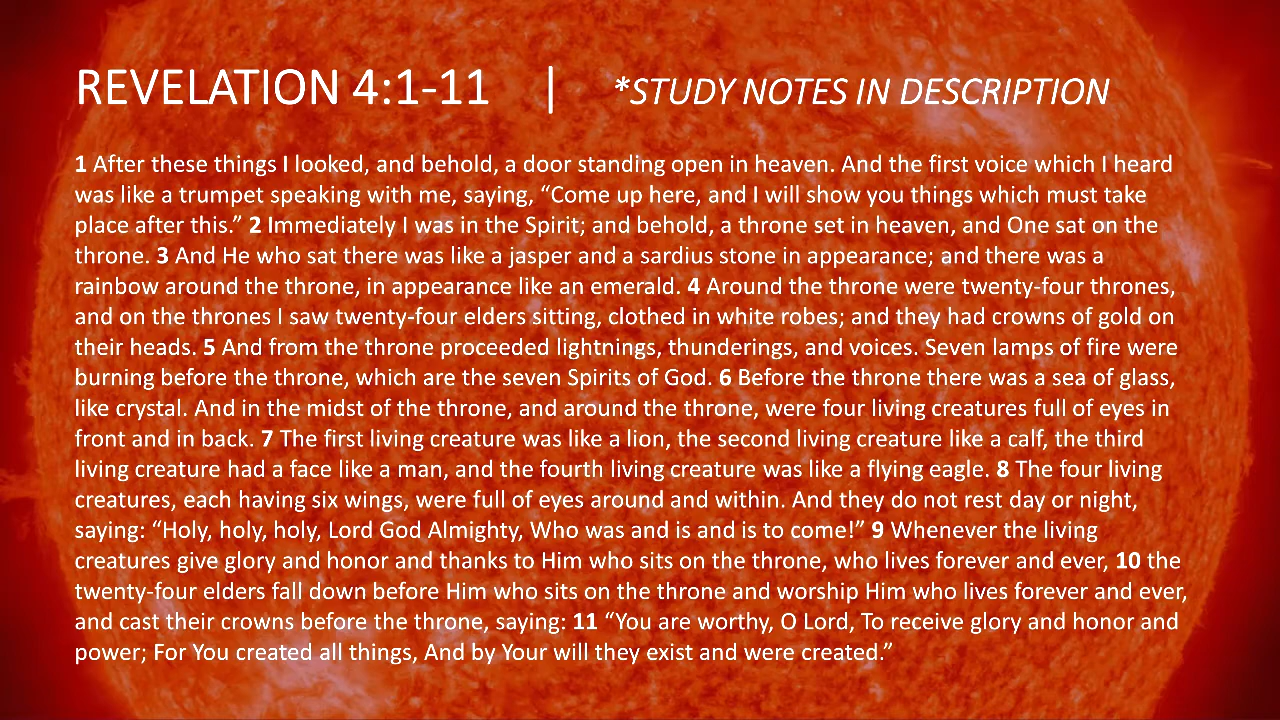 REVELATION 4:1-11 | *STUDY NOTES IN DESCRIPTION
1 After these things I looked, and behold, a door standing open in heaven. And the first voice which I heard
was like a trumpet speaking with me, saying, “Come up here, and I will show you things which must take
place after this.” 2 Immediately I was in the Spirit; and behold, a throne set in heaven, and One sat on the
throne. 3 And He who sat there was like a jasper and a sardius stone in appearance; and there was a
rainbow around the throne, in appearance like an emerald. 4 Around the throne were twenty-four thrones,
and on the thrones I saw twenty-four elders sitting, clothed in white robes; and they had crowns of gold on
their heads. 5 And from the throne proceeded lightnings, thunderings, and voices. Seven lamps of fire were
burning before the throne, which are the seven Spirits of God. 6 Before the throne there was a sea of glass,
like crystal. And in the midst of the throne, and around the throne, were four living creatures full of eyes in
front and in back. 7 The first living creature was like a lion, the second living creature like a calf, the third
living creature had a face like a man, and the fourth living creature was like a flying eagle. 8 The four living
creatures, each having six wings, were full of eyes around and within. And they do not rest day or night,
saying: “Holy, holy, holy, Lord God Almighty, Who was and is and is to come!” 9 Whenever the living
creatures give glory and honor and thanks to Him who sits on the throne, who lives forever and ever, 10 the
twenty-four elders fall down before Him who sits on the throne and worship Him who lives forever and ever,
and cast their crowns before the throne, saying: 11 “You are worthy, O Lord, To receive glory and honor and
power; For You created all things, And by Your will they exist and were created.”